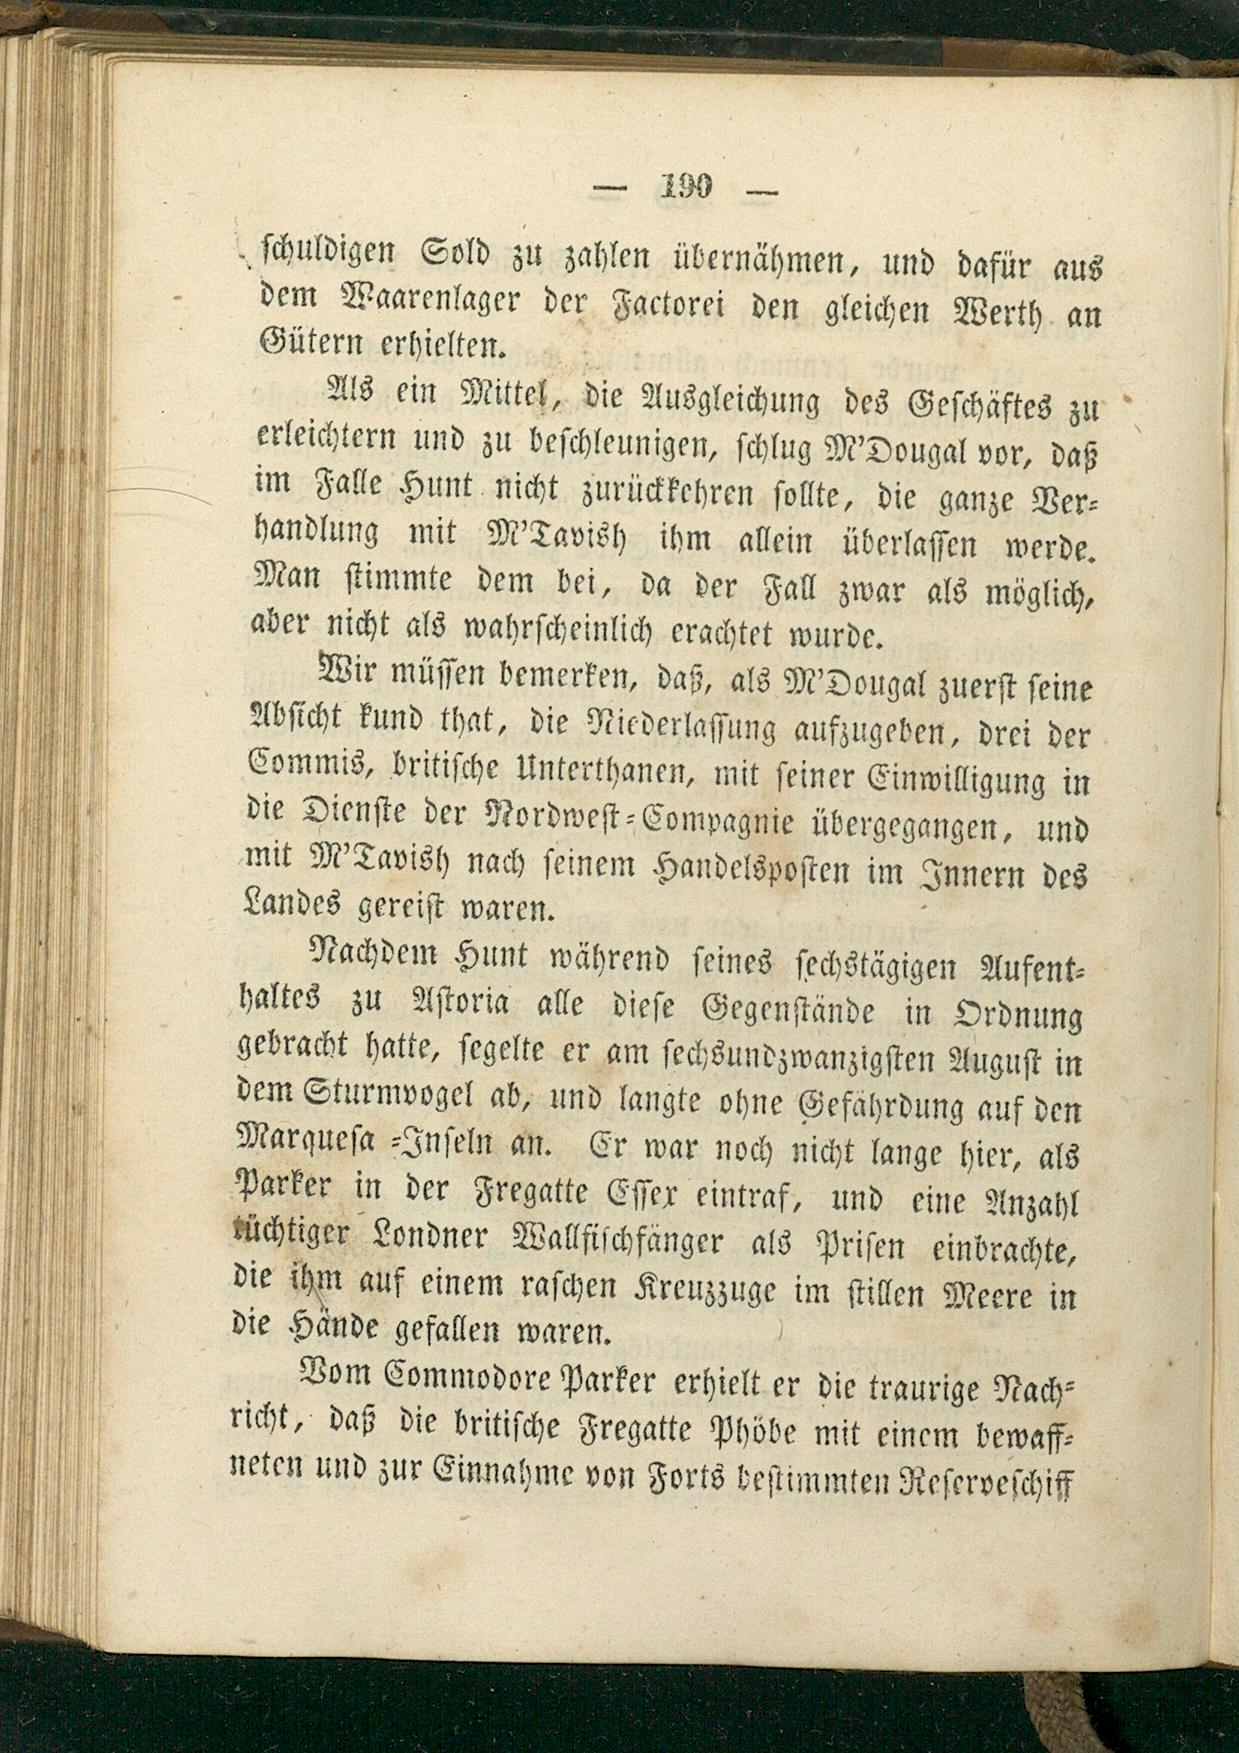 — 190 —
schuldigen Sold zu zahlen übernähmen, und dafür aus
dem Waarenlager der Factorei den gleichen Werth an
Gütern erhielten.
Als ein Mittel, die Ausgleichung des Geschäftes zu
erleichtern und zu beschleunigen, schlug M'Dougal vor, daß
im Falle Hunt nicht zurückkehren sollte, die ganze Ver-
handlung mit M'Tavish ihm allein überlassen werde.
Man stimmte dem bei, da der Fall zwar als möglich,
aber nicht als wahrscheinlich erachtet wurde.
Wir müssen bemerken, daß, als M'Dougal zuerst seine
Absicht kund that, die Niederlassung aufzugeben, drei der
Commis, britische Unterthanen, mit seiner Einwilligung in
die Dienste der Nordwest-Compagnie übergegangen, und
mit M'Tavish nach seinem Handelsposten im Innern des
Landes gereist waren.
Nachdem Hunt während seines sechstägigen Aufent-
haltes zu Astoria alle diese Gegenstände in Ordnung
gebracht hatte, segelte er am sechsundzwanzigsten August in
dem Sturmvogel ab, und langte ohne Gefährdung auf den
Marquesa-Inseln an. Er war noch nicht lange hier, als
Parker in der Fregatte Essex eintraf, und eine Anzahl
tüchtiger Londner Wallfischfänger als Prisen einbrachte,
die ihm auf einem raschen Kreuzzuge im stillen Meere in
die Hände gefallen waren.
Vom Commodore Parker erhielt er die traurige Nach-
richt, daß die britische Fregatte Phöbe mit einem bewaff-
neten und zur Einnahme von Forts bestimmten Reserveschiff